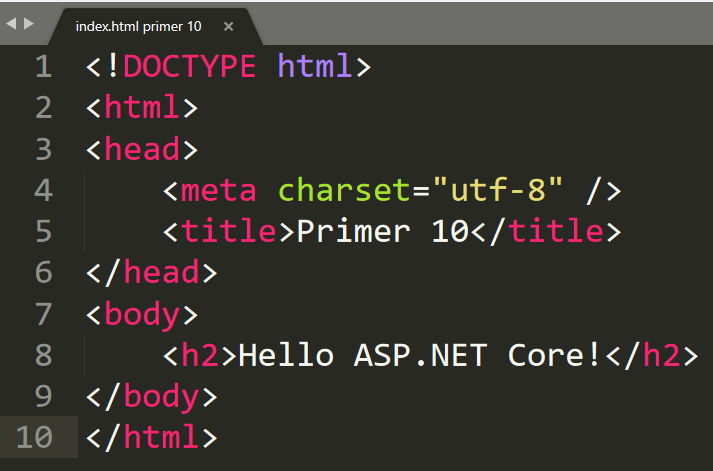 index.html primer 10 ×
1 <!DOCTYPE html>
2 <html>
3 <head>
4     <meta charset="utf-8" />
5     <title>Primer 10</title>
6 </head>
7 <body>
8     <h2>Hello ASP.NET Core!</h2>
9 </body>
10 </html>